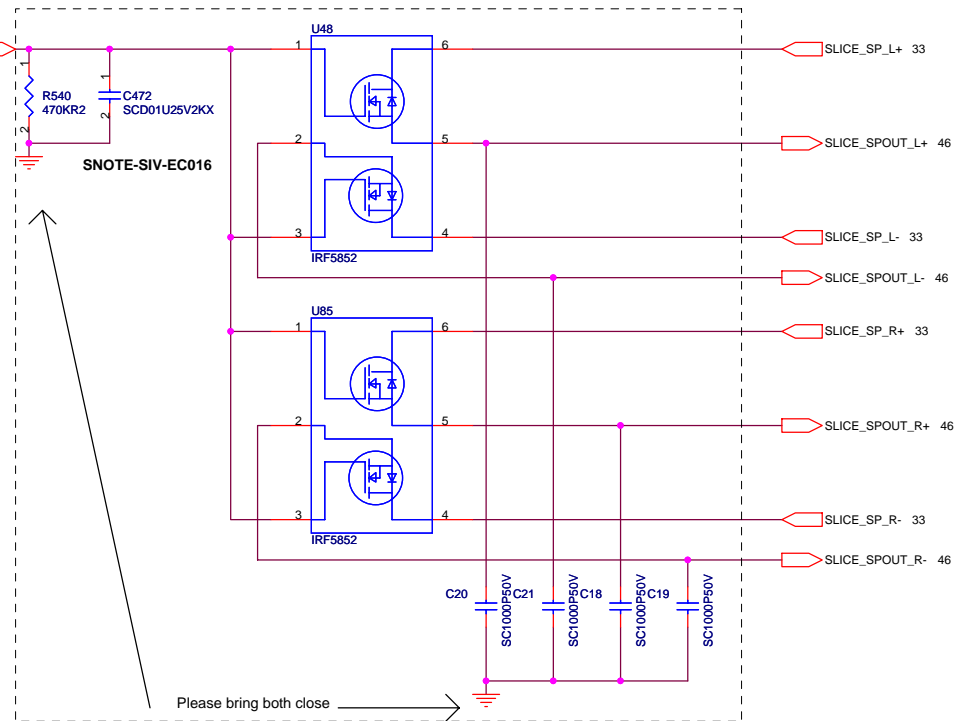 U48
1
6
SLICE_SP_L+ 33
1
R540
470KR2
2
1
C472
SCD01U25V2KX
2
SNOTE-SIV-EC016
2
5
SLICE_SPOUT_L+ 46
3
4
SLICE_SP_L- 33
IRF5852
SLICE_SPOUT_L- 46
U85
1
6
SLICE_SP_R+ 33
2
5
SLICE_SPOUT_R+ 46
3
4
SLICE_SP_R- 33
IRF5852
SLICE_SPOUT_R- 46
C20
SC1000P50V
C21
SC1000P50V
C18
SC1000P50V
C19
SC1000P50V
Please bring both close